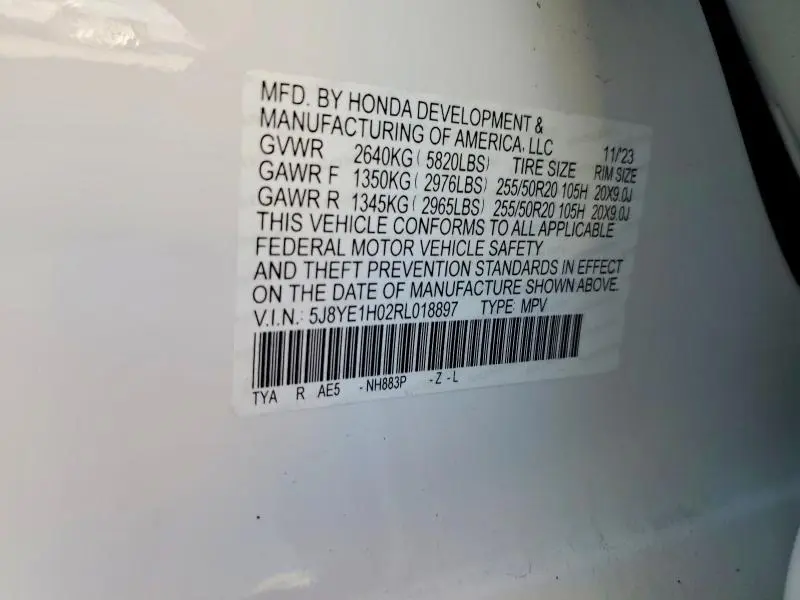 MFD. BY HONDA DEVELOPMENT &
MANUFACTURING OF AMERICA, LLC 11/'23
GVWR 2640KG ( 5820LBS) TIRE SIZE RIM SIZE
GAWR F 1350KG ( 2976LBS) 255/50R20 105H 20X9.0J
GAWR R 1345KG ( 2965LBS) 255/50R20 105H 20X9.0J
THIS VEHICLE CONFORMS TO ALL APPLICABLE
FEDERAL MOTOR VEHICLE SAFETY
AND THEFT PREVENTION STANDARDS IN EFFECT
ON THE DATE OF MANUFACTURE SHOWN ABOVE.
V.I.N.: 5J8YE1H02RL018897 TYPE: MPV
TYA R AE5 -NH883P -Z -L